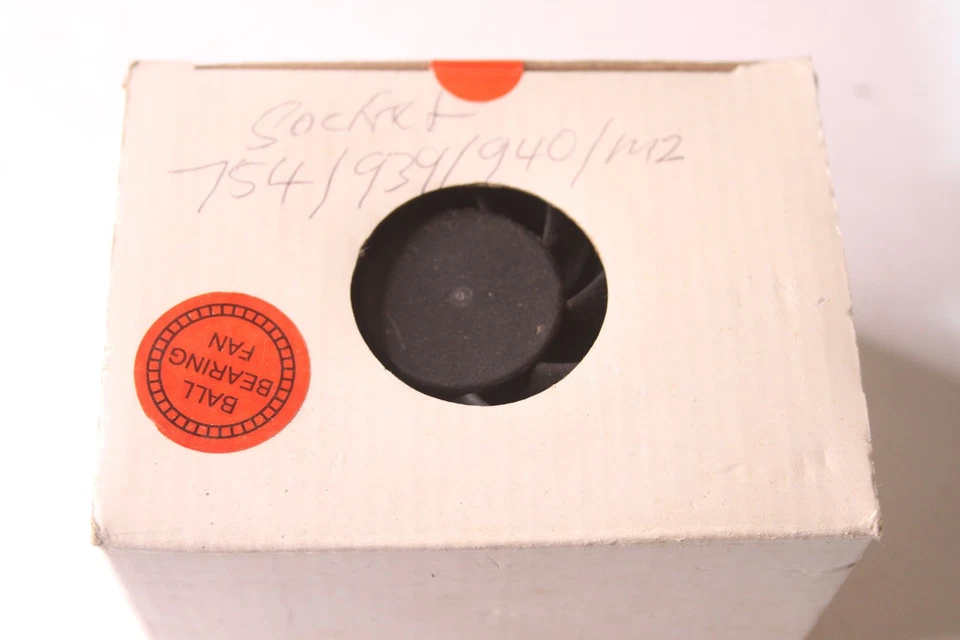 Socket
754/939/940/m2
BALL
BEARING
FAN